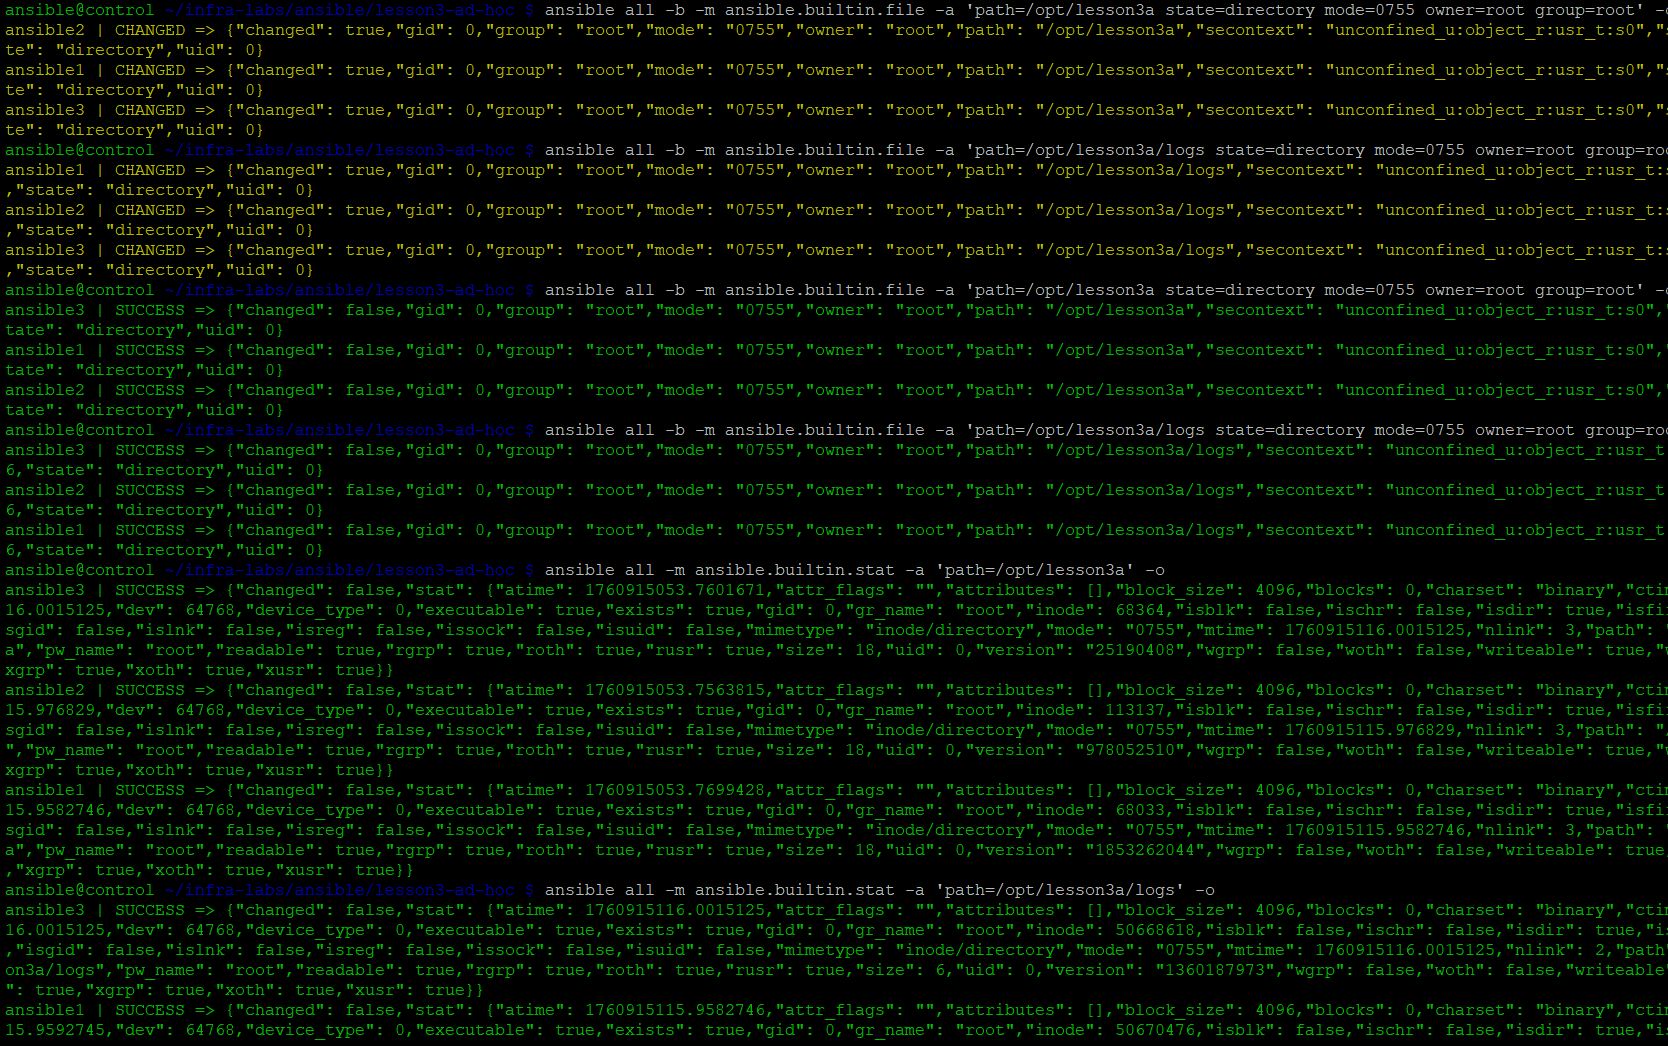 ansible@control ~/infra-labs/ansible/lesson3-ad-hoc $ ansible all -b -m ansible.builtin.file -a 'path=/opt/lesson3a state=directory mode=0755 owner=root group=root' -o
ansible2 | CHANGED => {"changed": true,"gid": 0,"group": "root","mode": "0755","owner": "root","path": "/opt/lesson3a","secontext": "unconfined_u:object_r:usr_t:s0","s
te": "directory","uid": 0}
ansible1 | CHANGED => {"changed": true,"gid": 0,"group": "root","mode": "0755","owner": "root","path": "/opt/lesson3a","secontext": "unconfined_u:object_r:usr_t:s0","s
te": "directory","uid": 0}
ansible3 | CHANGED => {"changed": true,"gid": 0,"group": "root","mode": "0755","owner": "root","path": "/opt/lesson3a","secontext": "unconfined_u:object_r:usr_t:s0","s
te": "directory","uid": 0}
ansible@control ~/infra-labs/ansible/lesson3-ad-hoc $ ansible all -b -m ansible.builtin.file -a 'path=/opt/lesson3a/logs state=directory mode=0755 owner=root group=roo
ansible1 | CHANGED => {"changed": true,"gid": 0,"group": "root","mode": "0755","owner": "root","path": "/opt/lesson3a/logs","secontext": "unconfined_u:object_r:usr_t:s
,"state": "directory","uid": 0}
ansible2 | CHANGED => {"changed": true,"gid": 0,"group": "root","mode": "0755","owner": "root","path": "/opt/lesson3a/logs","secontext": "unconfined_u:object_r:usr_t:s
,"state": "directory","uid": 0}
ansible3 | CHANGED => {"changed": true,"gid": 0,"group": "root","mode": "0755","owner": "root","path": "/opt/lesson3a/logs","secontext": "unconfined_u:object_r:usr_t:s
,"state": "directory","uid": 0}
ansible@control ~/infra-labs/ansible/lesson3-ad-hoc $ ansible all -b -m ansible.builtin.file -a 'path=/opt/lesson3a state=directory mode=0755 owner=root group=root' -o
ansible3 | SUCCESS => {"changed": false,"gid": 0,"group": "root","mode": "0755","owner": "root","path": "/opt/lesson3a","secontext": "unconfined_u:object_r:usr_t:s0","
tate": "directory","uid": 0}
ansible1 | SUCCESS => {"changed": false,"gid": 0,"group": "root","mode": "0755","owner": "root","path": "/opt/lesson3a","secontext": "unconfined_u:object_r:usr_t:s0","
tate": "directory","uid": 0}
ansible2 | SUCCESS => {"changed": false,"gid": 0,"group": "root","mode": "0755","owner": "root","path": "/opt/lesson3a","secontext": "unconfined_u:object_r:usr_t:s0","
tate": "directory","uid": 0}
ansible@control ~/infra-labs/ansible/lesson3-ad-hoc $ ansible all -b -m ansible.builtin.file -a 'path=/opt/lesson3a/logs state=directory mode=0755 owner=root group=roo
ansible3 | SUCCESS => {"changed": false,"gid": 0,"group": "root","mode": "0755","owner": "root","path": "/opt/lesson3a/logs","secontext": "unconfined_u:object_r:usr_t
6,"state": "directory","uid": 0}
ansible2 | SUCCESS => {"changed": false,"gid": 0,"group": "root","mode": "0755","owner": "root","path": "/opt/lesson3a/logs","secontext": "unconfined_u:object_r:usr_t
6,"state": "directory","uid": 0}
ansible1 | SUCCESS => {"changed": false,"gid": 0,"group": "root","mode": "0755","owner": "root","path": "/opt/lesson3a/logs","secontext": "unconfined_u:object_r:usr_t
6,"state": "directory","uid": 0}
ansible@control ~/infra-labs/ansible/lesson3-ad-hoc $ ansible all -m ansible.builtin.stat -a 'path=/opt/lesson3a' -o
ansible3 | SUCCESS => {"changed": false,"stat": {"atime": 1760915053.7601671,"attr_flags": "","attributes": [],"block_size": 4096,"blocks": 0,"charset": "binary","ctim
16.0015125,"dev": 64768,"device_type": 0,"executable": true,"exists": true,"gid": 0,"gr_name": "root","inode": 68364,"isblk": false,"ischr": false,"isdir": true,"isfif
sgid": false,"islnk": false,"isreg": false,"issock": false,"isuid": false,"mimetype": "inode/directory","mode": "0755","mtime": 1760915116.0015125,"nlink": 3,"path": "
a","pw_name": "root","readable": true,"rgrp": true,"roth": true,"rusr": true,"size": 18,"uid": 0,"version": "25190408","wgrp": false,"woth": false,"writeable": true,"w
xgrp": true,"xoth": true,"xusr": true}}
ansible2 | SUCCESS => {"changed": false,"stat": {"atime": 1760915053.7563815,"attr_flags": "","attributes": [],"block_size": 4096,"blocks": 0,"charset": "binary","ctim
15.976829,"dev": 64768,"device_type": 0,"executable": true,"exists": true,"gid": 0,"gr_name": "root","inode": 113137,"isblk": false,"ischr": false,"isdir": true,"isfif
sgid": false,"islnk": false,"isreg": false,"issock": false,"isuid": false,"mimetype": "inode/directory","mode": "0755","mtime": 1760915115.976829,"nlink": 3,"path": "/
","pw_name": "root","readable": true,"rgrp": true,"roth": true,"rusr": true,"size": 18,"uid": 0,"version": "978052510","wgrp": false,"woth": false,"writeable": true,"w
xgrp": true,"xoth": true,"xusr": true}}
ansible1 | SUCCESS => {"changed": false,"stat": {"atime": 1760915053.7699428,"attr_flags": "","attributes": [],"block_size": 4096,"blocks": 0,"charset": "binary","ctim
15.9582746,"dev": 64768,"device_type": 0,"executable": true,"exists": true,"gid": 0,"gr_name": "root","inode": 68033,"isblk": false,"ischr": false,"isdir": true,"isfif
sgid": false,"islnk": false,"isreg": false,"issock": false,"isuid": false,"mimetype": "inode/directory","mode": "0755","mtime": 1760915115.9582746,"nlink": 3,"path": "
a","pw_name": "root","readable": true,"rgrp": true,"roth": true,"rusr": true,"size": 18,"uid": 0,"version": "1853262044","wgrp": false,"woth": false,"writeable": true
,"xgrp": true,"xoth": true,"xusr": true}}
ansible@control ~/infra-labs/ansible/lesson3-ad-hoc $ ansible all -m ansible.builtin.stat -a 'path=/opt/lesson3a/logs' -o
ansible3 | SUCCESS => {"changed": false,"stat": {"atime": 1760915116.0015125,"attr_flags": "","attributes": [],"block_size": 4096,"blocks": 0,"charset": "binary","ctim
16.0015125,"dev": 64768,"device_type": 0,"executable": true,"exists": true,"gid": 0,"gr_name": "root","inode": 50668618,"isblk": false,"ischr": false,"isdir": true,"is
,"isgid": false,"islnk": false,"isreg": false,"issock": false,"isuid": false,"mimetype": "inode/directory","mode": "0755","mtime": 1760915116.0015125,"nlink": 2,"path"
on3a/logs","pw_name": "root","readable": true,"rgrp": true,"roth": true,"rusr": true,"size": 6,"uid": 0,"version": "1360187973","wgrp": false,"woth": false,"writeable"
": true,"xgrp": true,"xoth": true,"xusr": true}}
ansible1 | SUCCESS => {"changed": false,"stat": {"atime": 1760915115.9582746,"attr_flags": "","attributes": [],"block_size": 4096,"blocks": 0,"charset": "binary","ctim
15.9592745,"dev": 64768,"device_type": 0,"executable": true,"exists": true,"gid": 0,"gr_name": "root","inode": 50670476,"isblk": false,"ischr": false,"isdir": true,"is